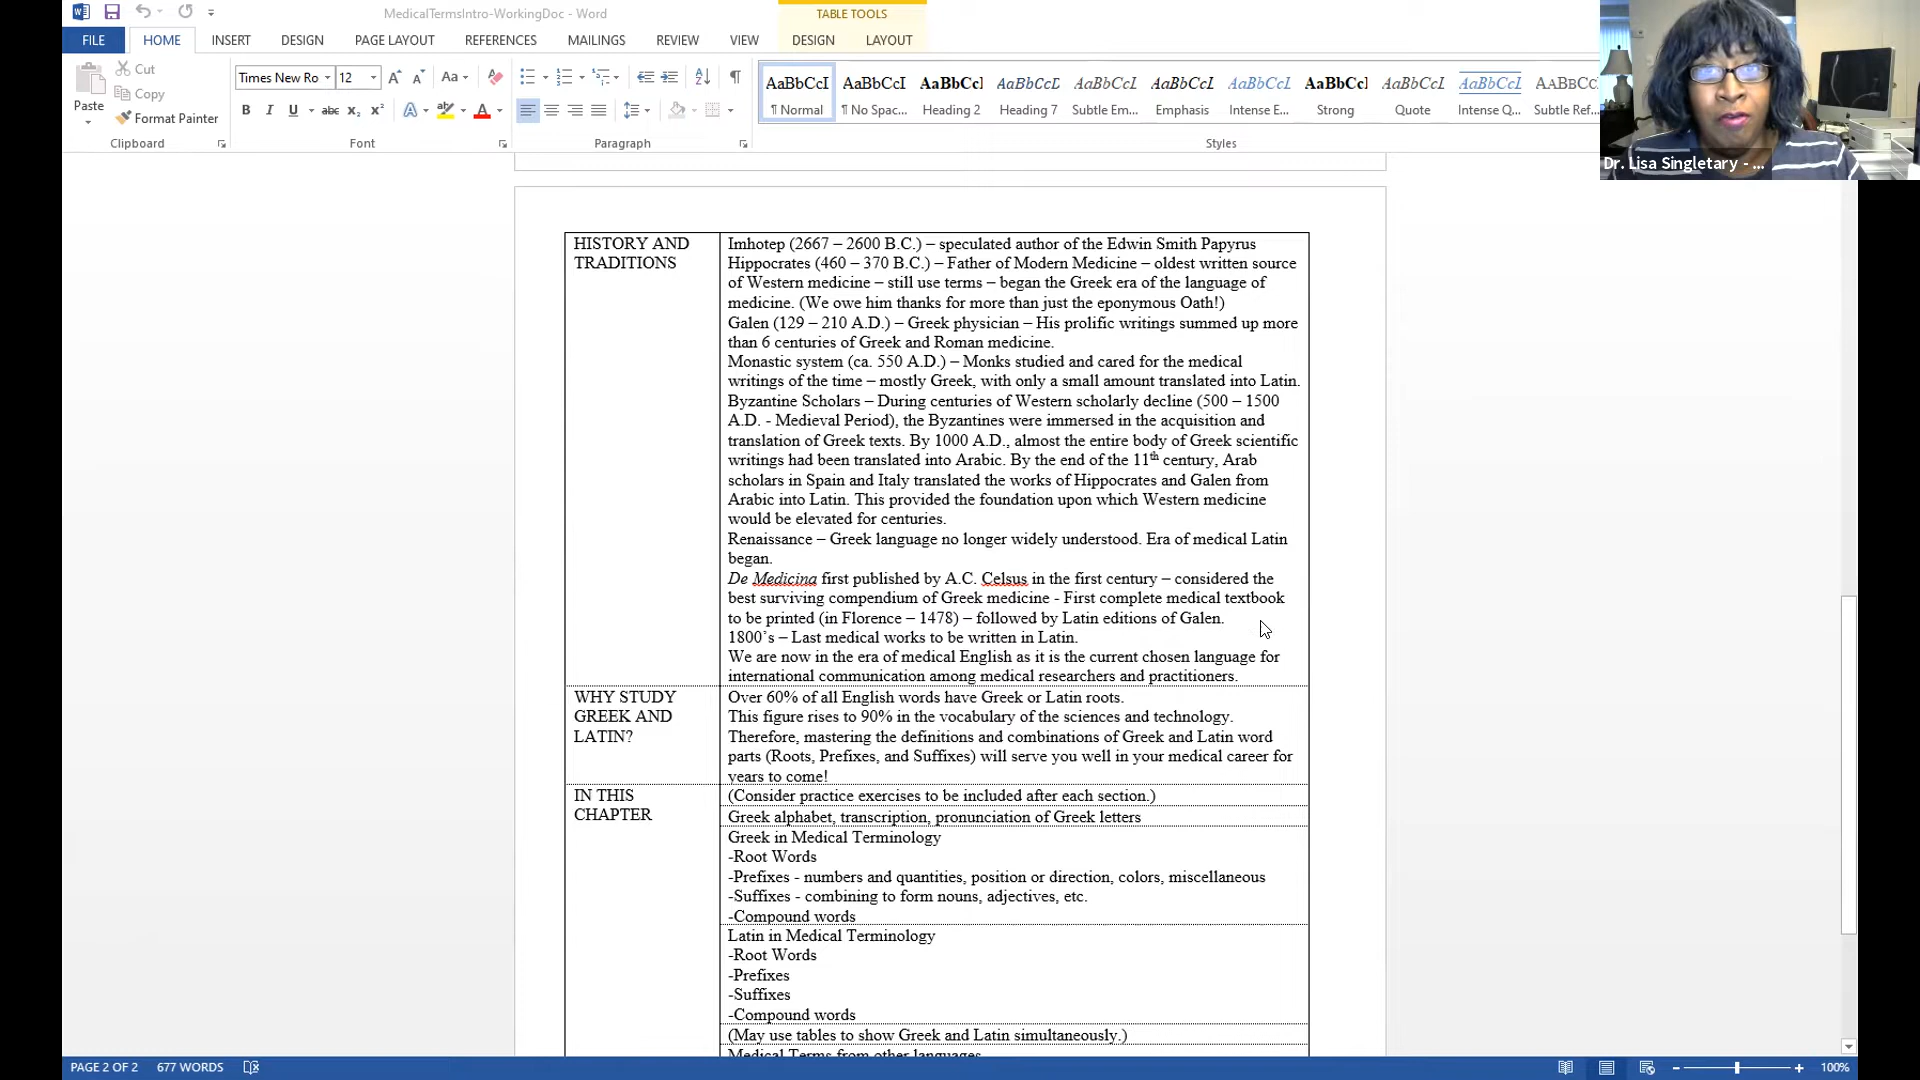 MedicalTermsIntro-WorkingDoc - Word
TABLE TOOLS
FILE HOME INSERT DESIGN PAGE LAYOUT REFERENCES MAILINGS REVIEW VIEW DESIGN LAYOUT
Paste
Cut
Copy
Format Painter
Clipboard
Times New Ro 12
Font
Paragraph
AaBbCcI AaBbCcI AaBbCcI AaBbCcD AaBbCcI AaBbCcI AaBbCcI AaBbCcI AaBbCcI AaBbCcI AABBCC
¶ Normal ¶ No Spac... Heading 2 Heading 7 Subtle Em... Emphasis Intense E... Strong Quote Intense Q... Subtle Ref...
Styles
Dr. Lisa Singletary - ...
HISTORY AND
TRADITIONS
Imhotep (2667 – 2600 B.C.) – speculated author of the Edwin Smith Papyrus
Hippocrates (460 – 370 B.C.) – Father of Modern Medicine – oldest written source
of Western medicine – still use terms – began the Greek era of the language of
medicine. (We owe him thanks for more than just the eponymous Oath!)
Galen (129 – 210 A.D.) – Greek physician – His prolific writings summed up more
than 6 centuries of Greek and Roman medicine.
Monastic system (ca. 550 A.D.) – Monks studied and cared for the medical
writings of the time – mostly Greek, with only a small amount translated into Latin.
Byzantine Scholars – During centuries of Western scholarly decline (500 – 1500
A.D. - Medieval Period), the Byzantines were immersed in the acquisition and
translation of Greek texts. By 1000 A.D., almost the entire body of Greek scientific
writings had been translated into Arabic. By the end of the 11th century, Arab
scholars in Spain and Italy translated the works of Hippocrates and Galen from
Arabic into Latin. This provided the foundation upon which Western medicine
would be elevated for centuries.
Renaissance – Greek language no longer widely understood. Era of medical Latin
began.
De Medicina first published by A.C. Celsus in the first century – considered the
best surviving compendium of Greek medicine - First complete medical textbook
to be printed (in Florence – 1478) – followed by Latin editions of Galen.
1800's – Last medical works to be written in Latin.
We are now in the era of medical English as it is the current chosen language for
international communication among medical researchers and practitioners.
WHY STUDY
GREEK AND
LATIN?
Over 60% of all English words have Greek or Latin roots.
This figure rises to 90% in the vocabulary of the sciences and technology.
Therefore, mastering the definitions and combinations of Greek and Latin word
parts (Roots, Prefixes, and Suffixes) will serve you well in your medical career for
years to come!
IN THIS
CHAPTER
(Consider practice exercises to be included after each section.)
Greek alphabet, transcription, pronunciation of Greek letters
Greek in Medical Terminology
-Root Words
-Prefixes - numbers and quantities, position or direction, colors, miscellaneous
-Suffixes - combining to form nouns, adjectives, etc.
-Compound words
Latin in Medical Terminology
-Root Words
-Prefixes
-Suffixes
-Compound words
(May use tables to show Greek and Latin simultaneously.)
Medical Terms from other languages
PAGE 2 OF 2 677 WORDS
100%